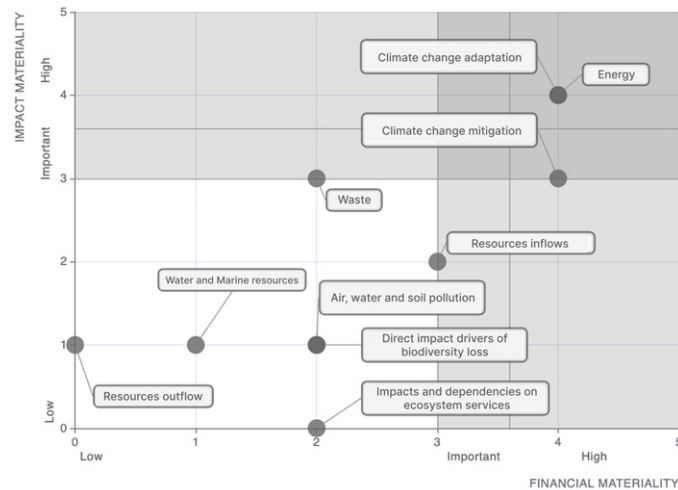 IMPACT MATERIALITY
5
High
4
Important
3
2
1
Low
0
Climate change adaptation
Energy
Climate change mitigation
Waste
Resources inflows
Water and Marine resources
Air, water and soil pollution
Direct impact drivers of
biodiversity loss
Resources outflow
Impacts and dependencies on
ecosystem services
0 1 2 3 4 5
Low Important High
FINANCIAL MATERIALITY